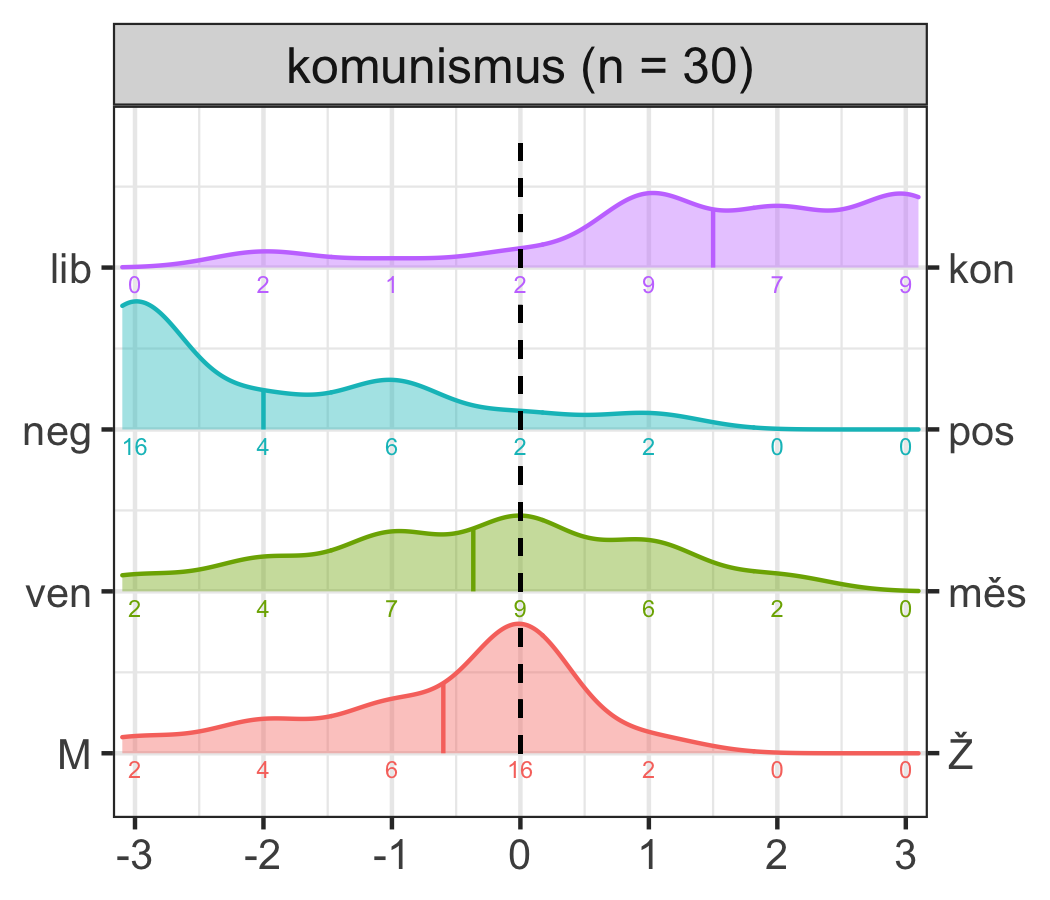 komunismus (n = 30)
lib kon
0 2 1 2 9 7 9
neg pos
16 4 6 2 2 0 0
ven měs
2 4 7 9 6 2 0
M Ž
2 4 6 16 2 0 0
-3 -2 -1 0 1 2 3